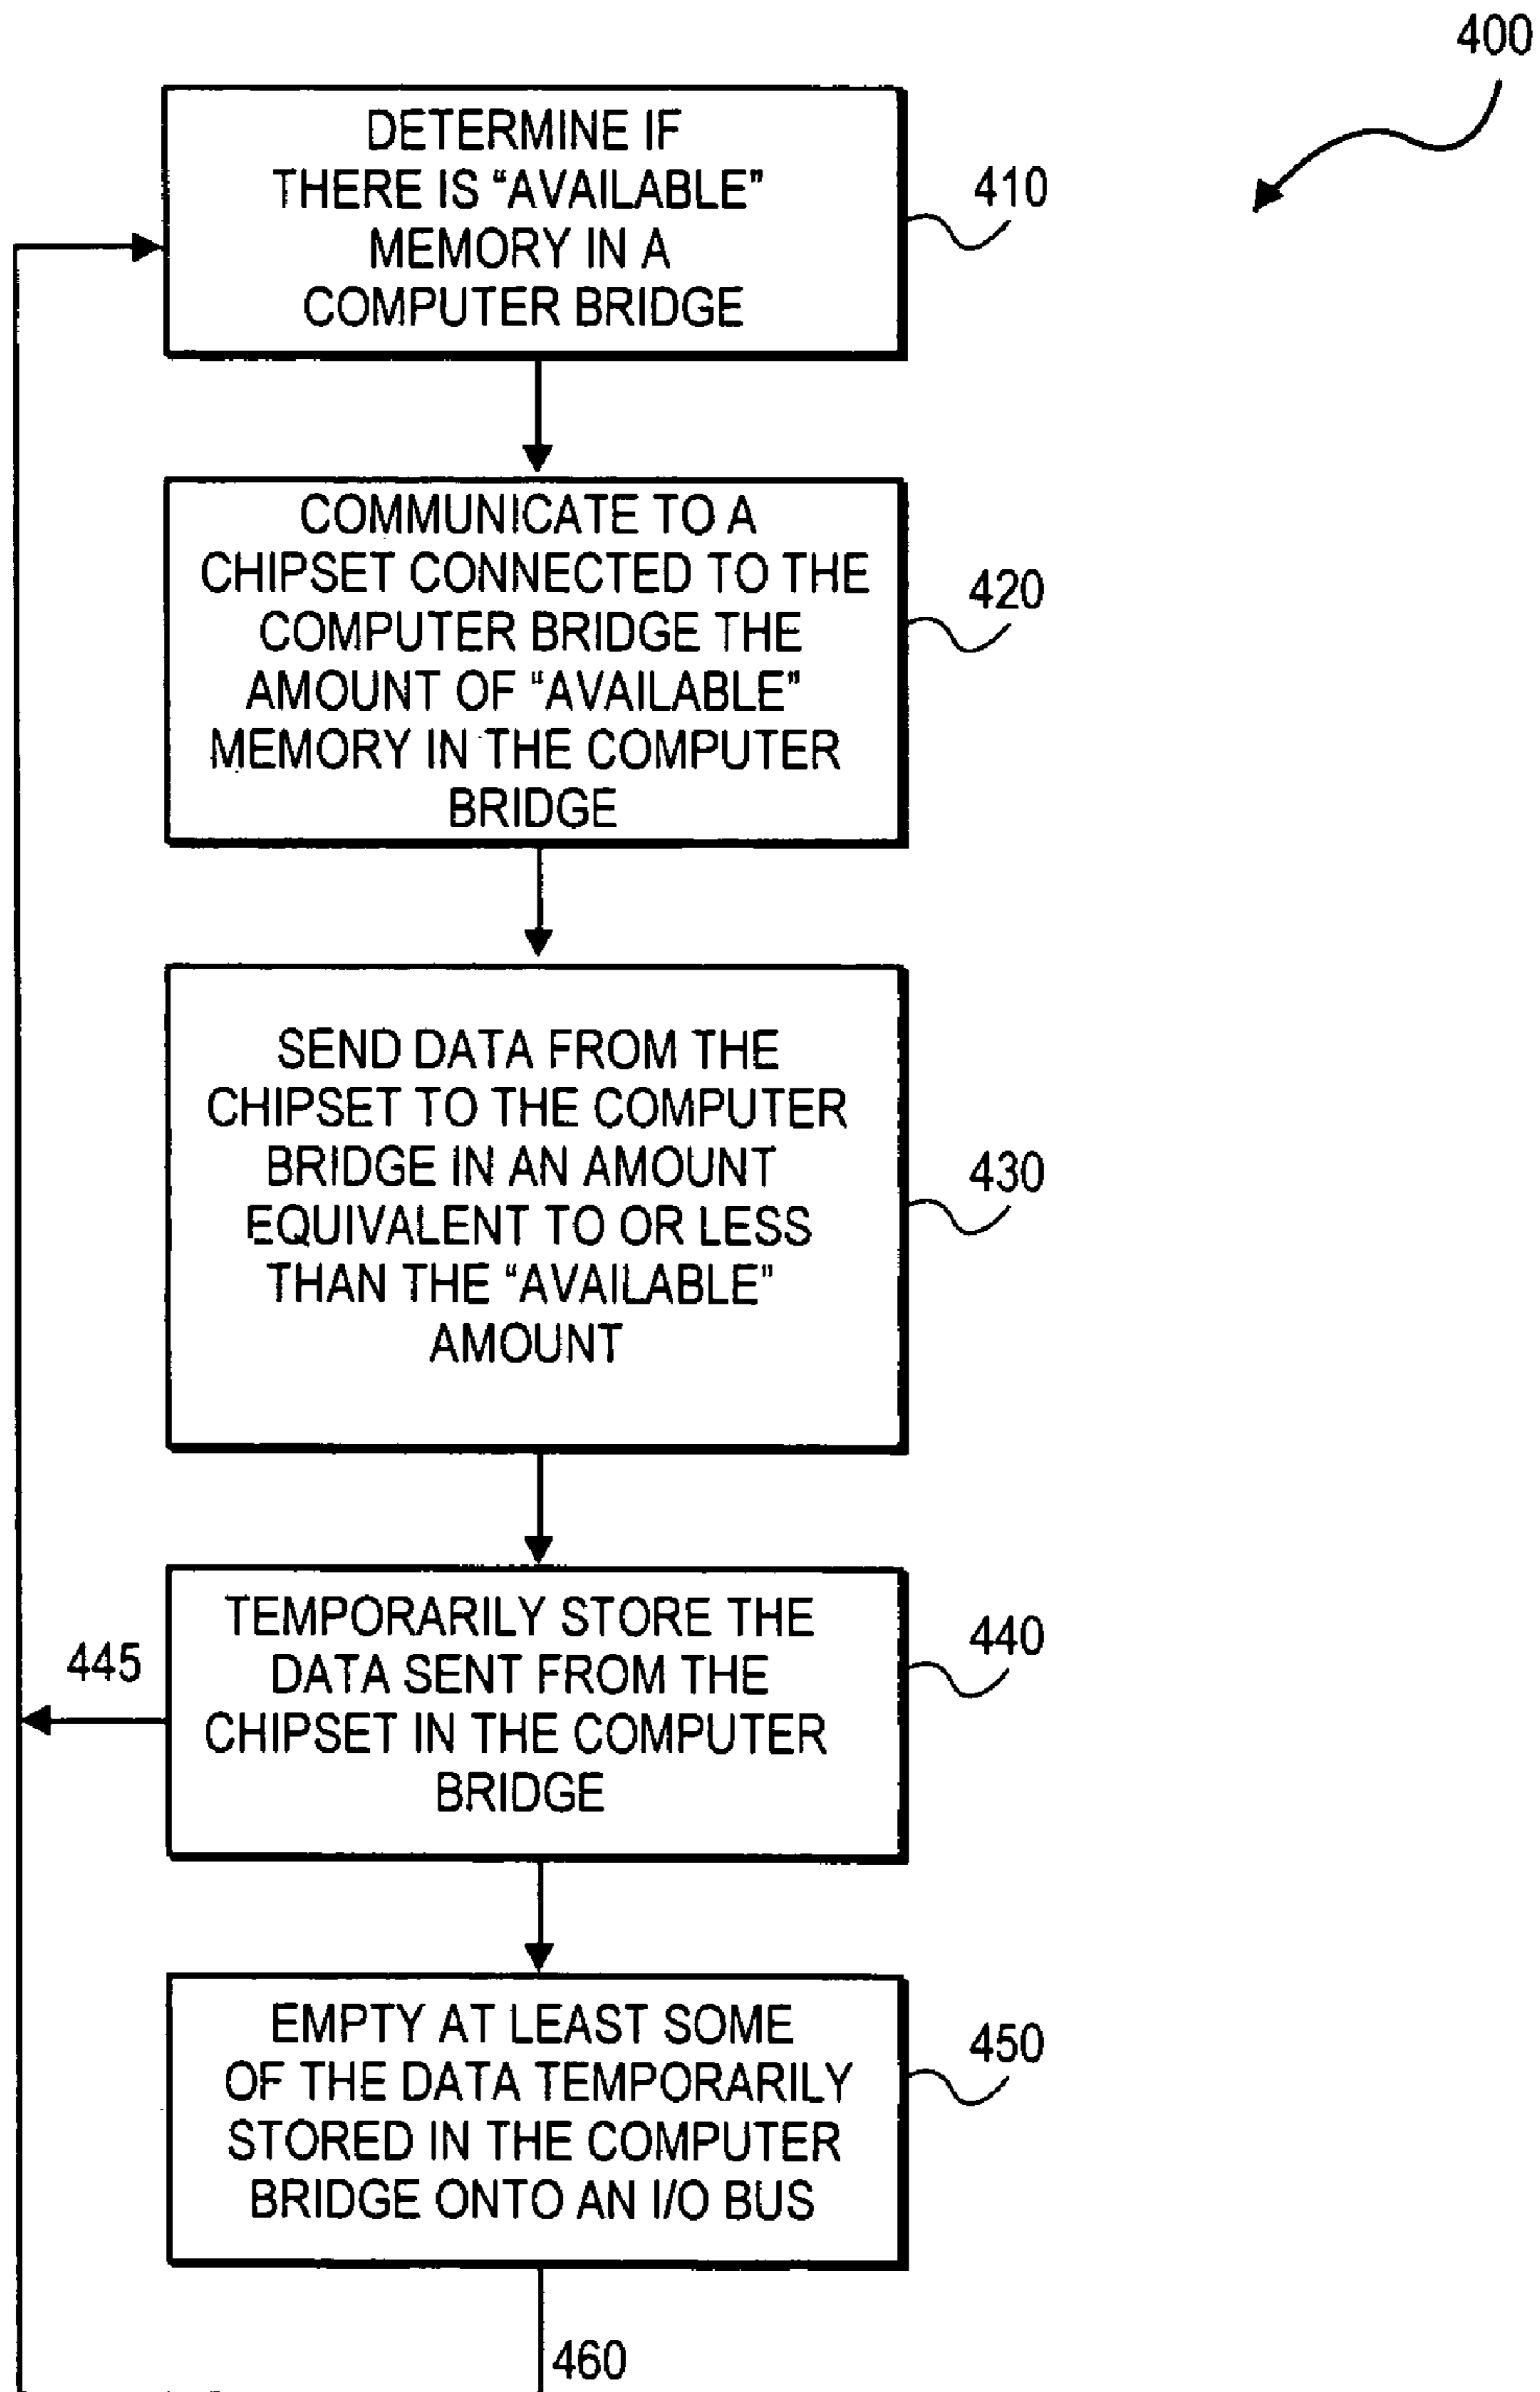 400
DETERMINE IF
THERE IS “AVAILABLE”
MEMORY IN A
COMPUTER BRIDGE
410
COMMUNICATE TO A
CHIPSET CONNECTED TO THE
COMPUTER BRIDGE THE
AMOUNT OF “AVAILABLE”
MEMORY IN THE COMPUTER
BRIDGE
420
SEND DATA FROM THE
CHIPSET TO THE COMPUTER
BRIDGE IN AN AMOUNT
EQUIVALENT TO OR LESS
THAN THE “AVAILABLE”
AMOUNT
430
TEMPORARILY STORE THE
DATA SENT FROM THE
CHIPSET IN THE COMPUTER
BRIDGE
440
445
EMPTY AT LEAST SOME
OF THE DATA TEMPORARILY
STORED IN THE COMPUTER
BRIDGE ONTO AN I/O BUS
450
460